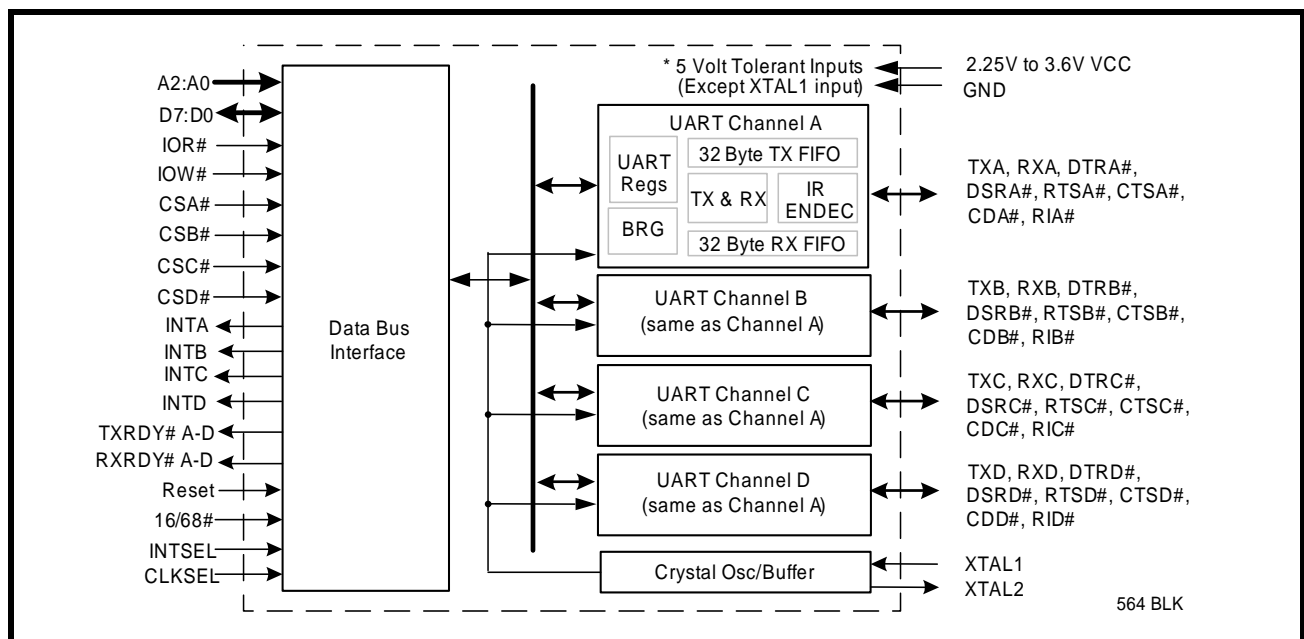 A2:A0
D7:D0
IOR#
IOW#
CSA#
CSB#
CSC#
CSD#
INTA
INTB
INTC
INTD
TXRDY# A-D
RXRDY# A-D
Reset
16/68#
INTSEL
CLKSEL
Data Bus
Interface
* 5 Volt Tolerant Inputs
(Except XTAL1 input)
2.25V to 3.6V VCC
GND
UART Channel A
UART
Regs
BRG
32 Byte TX FIFO
TX & RX
IR
ENDEC
32 Byte RX FIFO
TXA, RXA, DTRA#,
DSRA#, RTSA#, CTSA#,
CDA#, RIA#
UART Channel B
(same as Channel A)
TXB, RXB, DTRB#,
DSRB#, RTSB#, CTSB#,
CDB#, RIB#
UART Channel C
(same as Channel A)
TXC, RXC, DTRC#,
DSRC#, RTSC#, CTSC#,
CDC#, RIC#
UART Channel D
(same as Channel A)
TXD, RXD, DTRD#,
DSRD#, RTSD#, CTSD#,
CDD#, RID#
Crystal Osc/Buffer
XTAL1
XTAL2
564 BLK